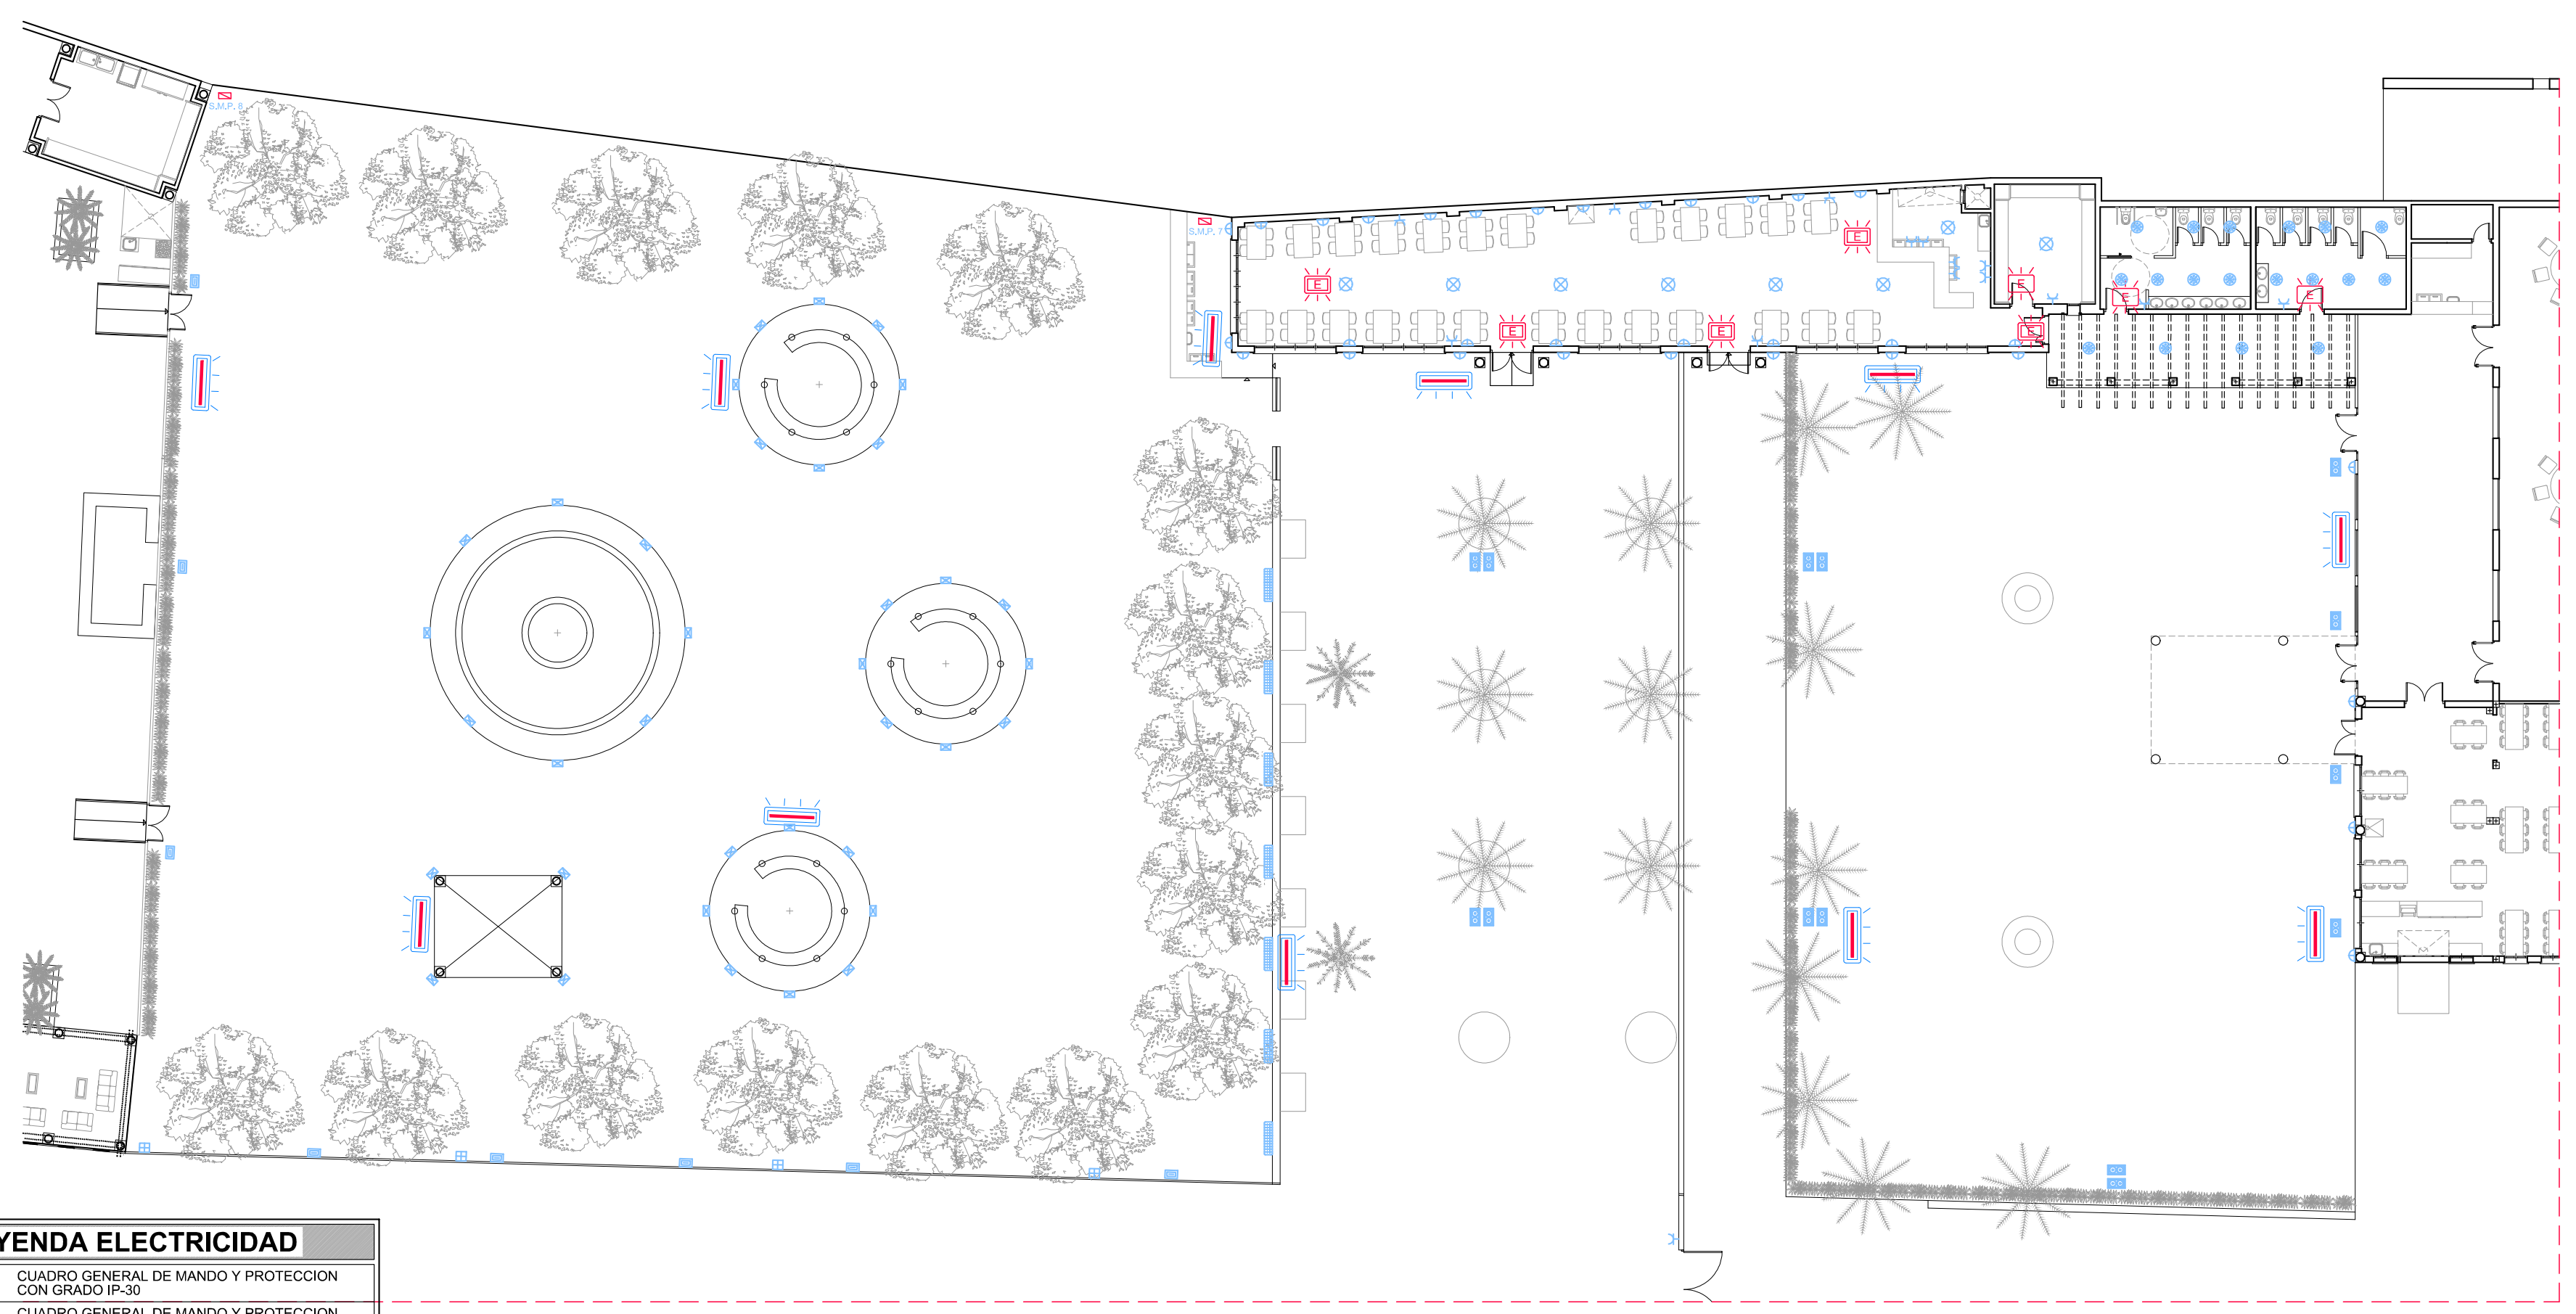 S.M.P. 8
S.M.P. 7
E
E
E
E
E
E
E
E
YENDA ELECTRICIDAD
CUADRO GENERAL DE MANDO Y PROTECCION
CON GRADO IP-30
CUADRO GENERAL DE MANDO Y PROTECCION